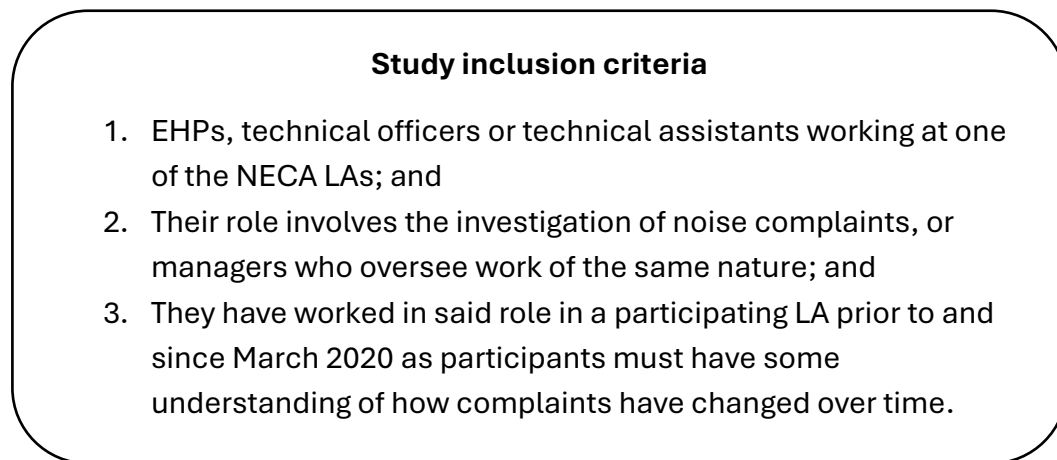 Study inclusion criteria
1. EHPs, technical officers or technical assistants working at one
of the NECA LAs; and
2. Their role involves the investigation of noise complaints, or
managers who oversee work of the same nature; and
3. They have worked in said role in a participating LA prior to and
since March 2020 as participants must have some
understanding of how complaints have changed over time.